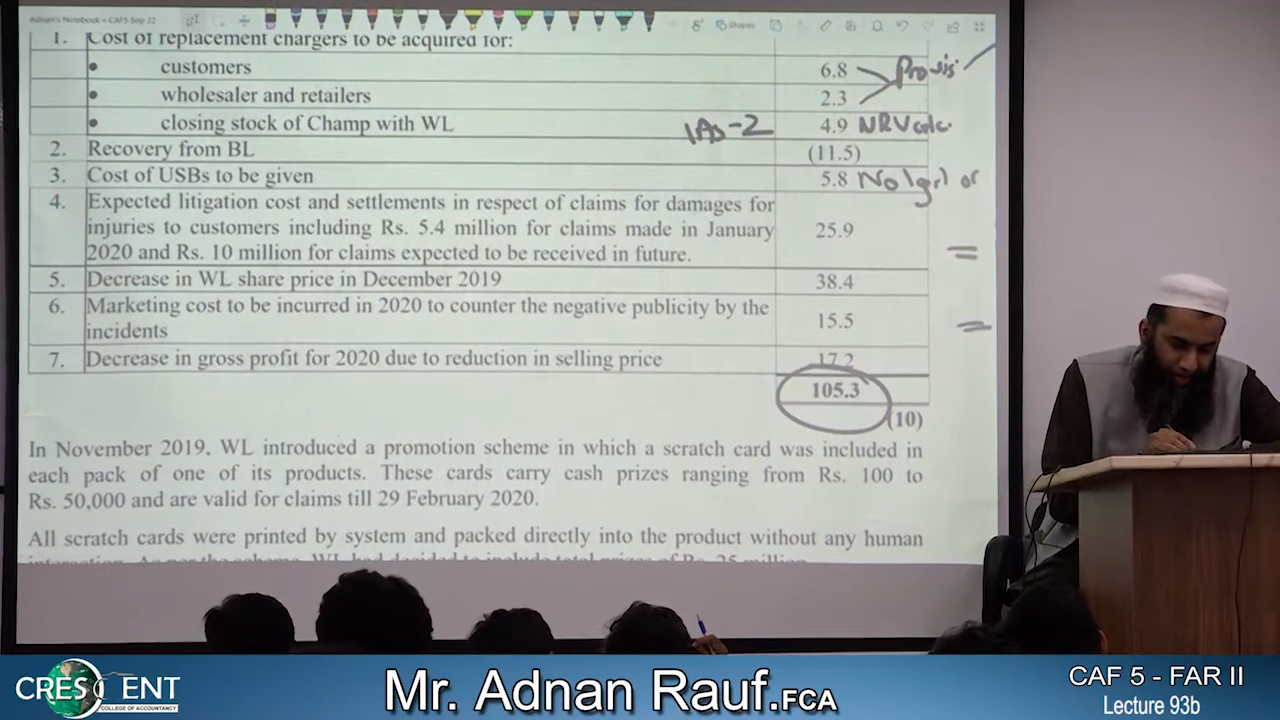 Adnan's Notebook • CAF5 Sep 22
Shapes
1. Cost of replacement chargers to be acquired for:
• customers 6.8
• wholesaler and retailers 2.3
• closing stock of Champ with WL IAS-2 4.9 NRV calc.
2. Recovery from BL (11.5)
3. Cost of USBs to be given 5.8
4. Expected litigation cost and settlements in respect of claims for damages for
injuries to customers including Rs. 5.4 million for claims made in January 25.9
2020 and Rs. 10 million for claims expected to be received in future.
5. Decrease in WL share price in December 2019 38.4
6. Marketing cost to be incurred in 2020 to counter the negative publicity by the
incidents 15.5
7. Decrease in gross profit for 2020 due to reduction in selling price 17.2
105.3
(10)
In November 2019, WL introduced a promotion scheme in which a scratch card was included in
each pack of one of its products. These cards carry cash prizes ranging from Rs. 100 to
Rs. 50,000 and are valid for claims till 29 February 2020.
All scratch cards were printed by system and packed directly into the product without any human
CRESCENT
COLLEGE OF ACCOUNTANCY
Mr. Adnan Rauf.FCA
CAF 5 - FAR II
Lecture 93b